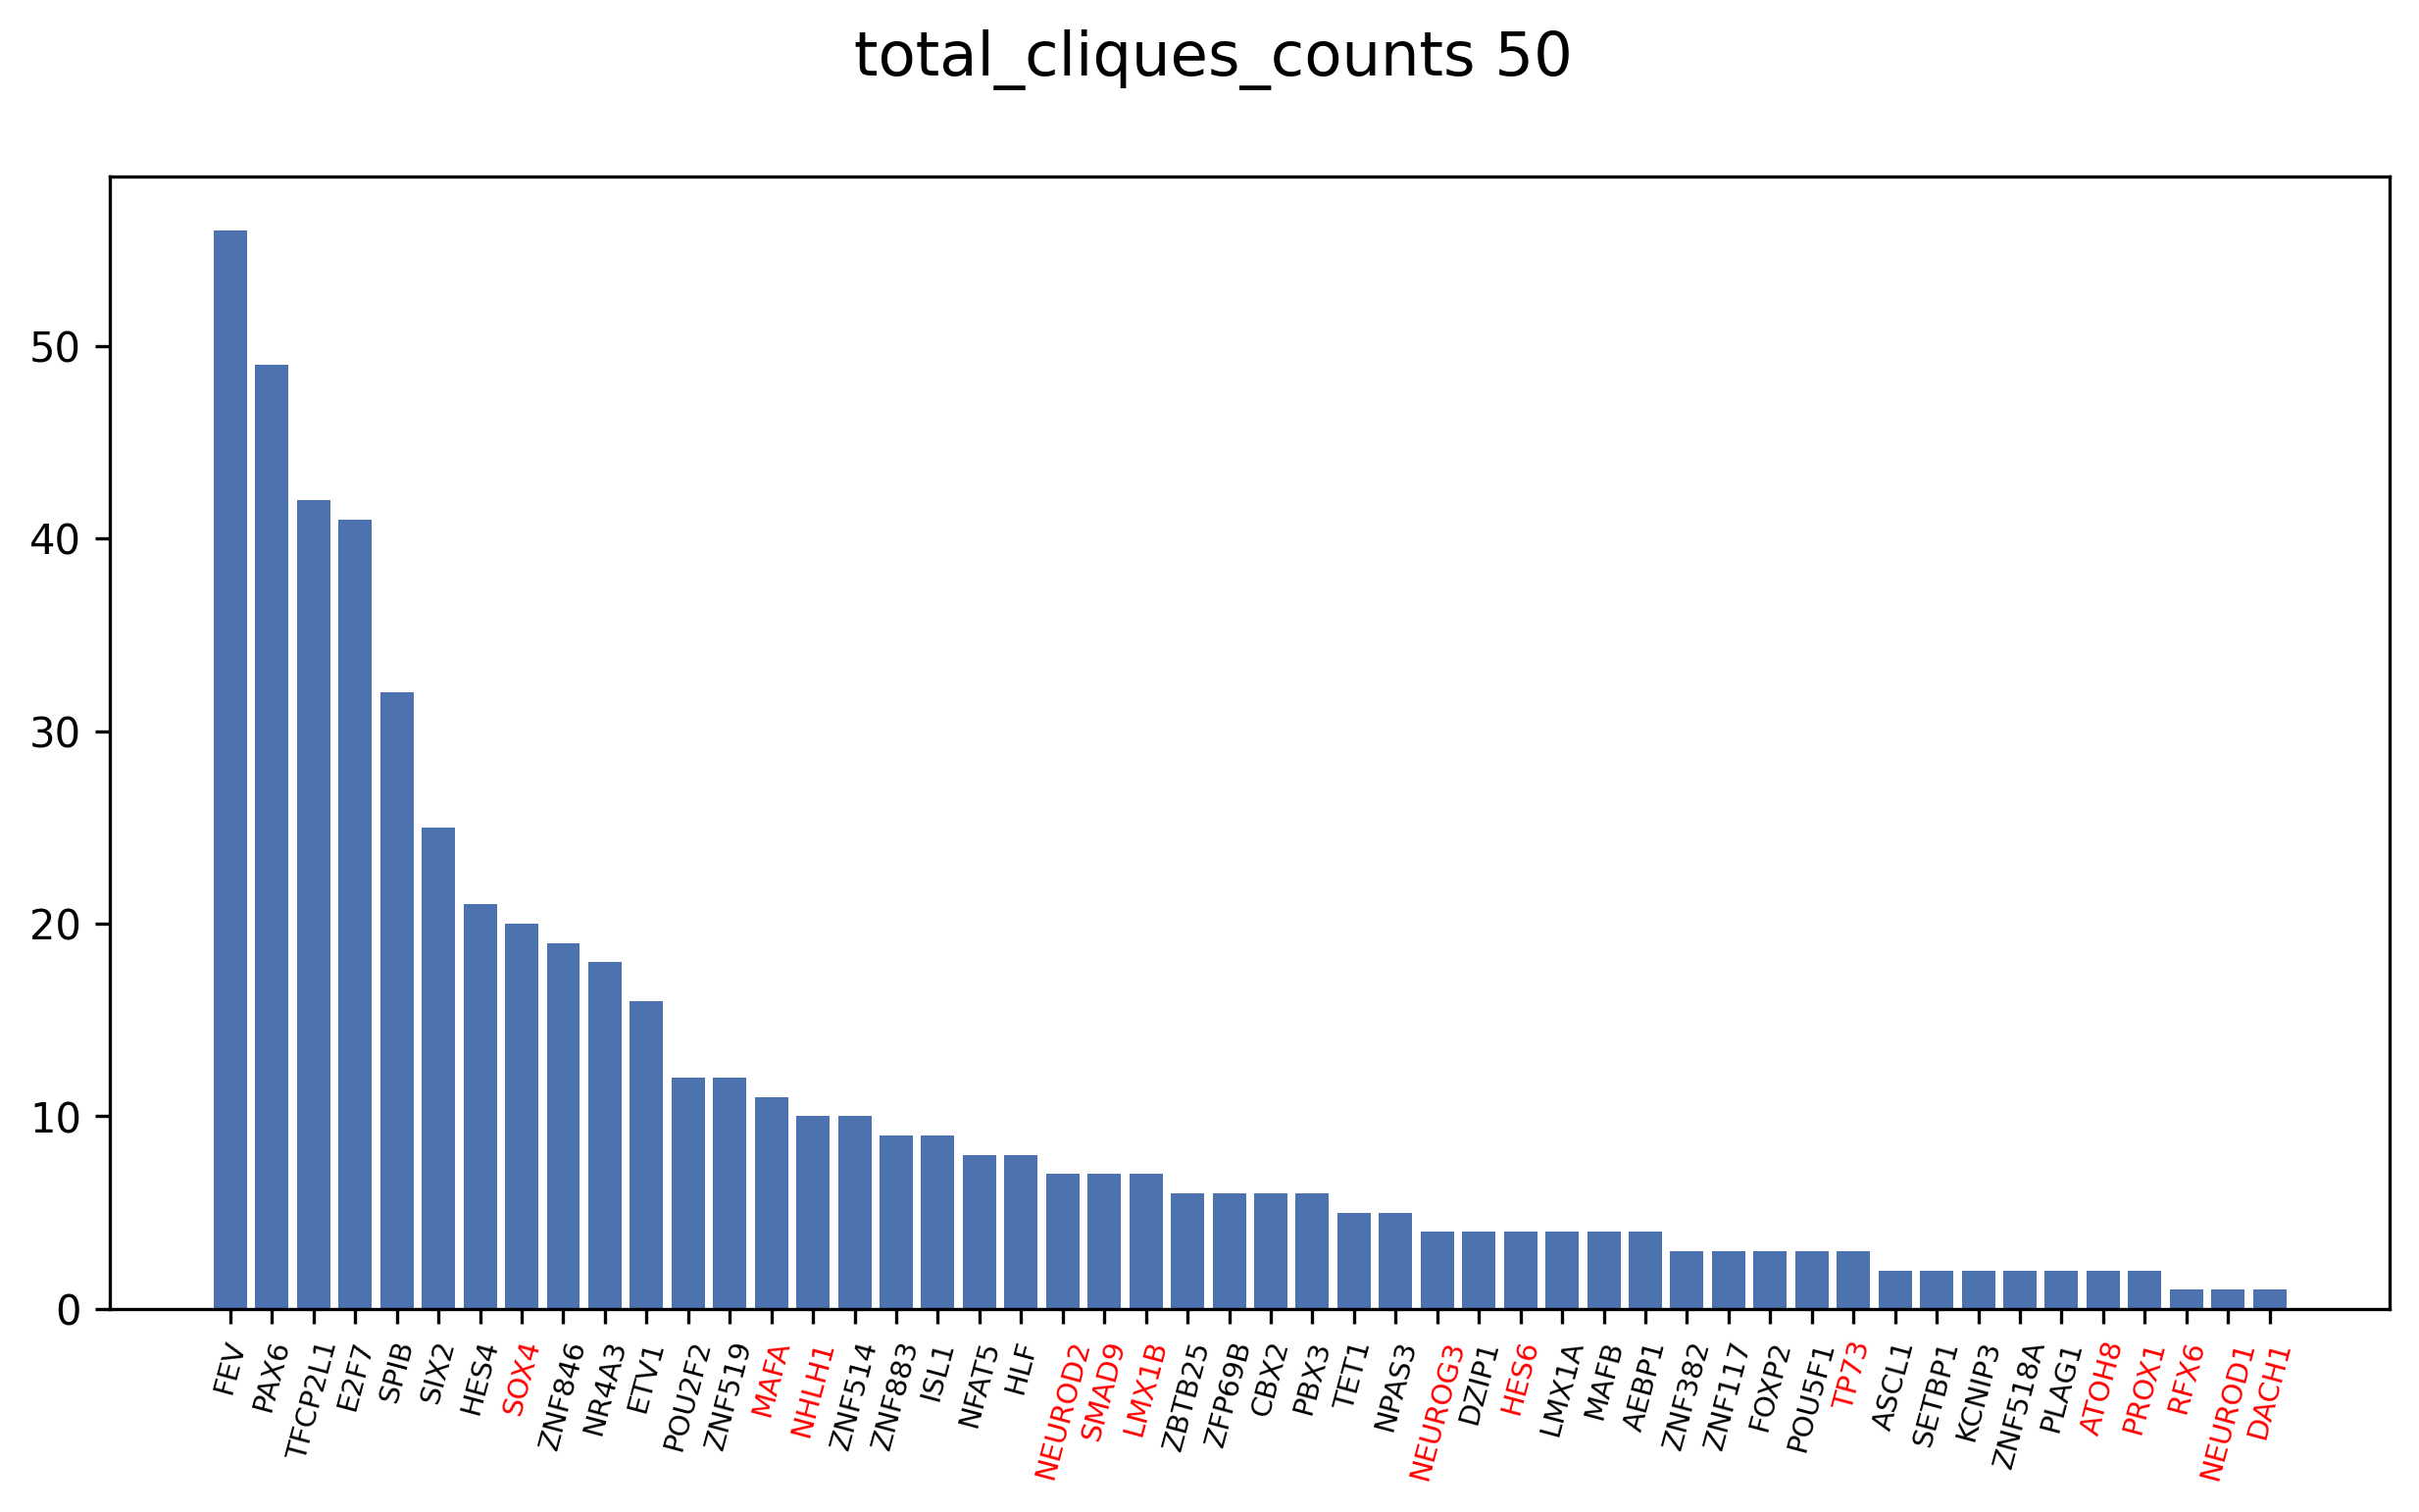 total_cliques_counts 50
50
40
30
20
10
0
FEV
PAX6
TFCP2L1
E2F7
SPIB
SIX2
HES4
SOX4
ZNF846
NR4A3
ETV1
POU2F2
ZNF519
MAFA
NHLH1
ZNF514
ZNF883
ISL1
NFAT5
HLF
NEUROD2
SMAD9
LMX1B
ZBTB25
ZFP69B
CBX2
PBX3
TET1
NPAS3
NEUROG3
DZIP1
HES6
LMX1A
MAFB
AEBP1
ZNF382
ZNF117
FOXP2
POU5F1
TP73
ASCL1
SETBP1
KCNIP3
ZNF518A
PLAG1
ATOH8
PROX1
RFX6
NEUROD1
DACH1